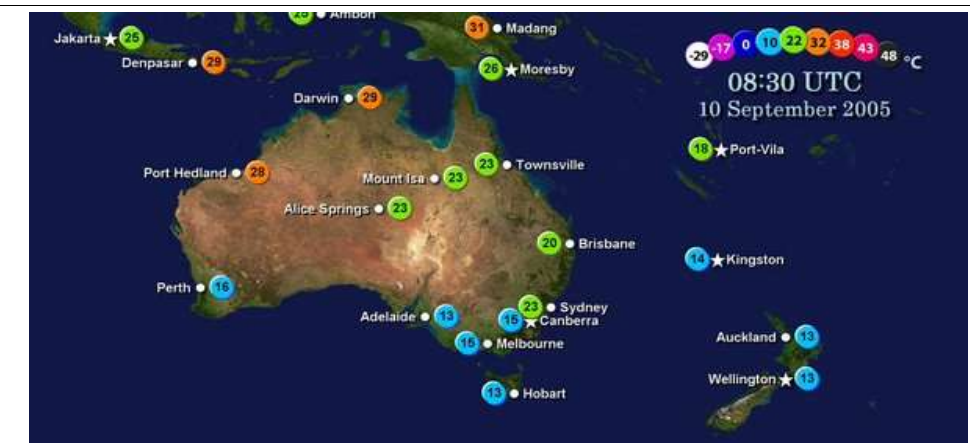 25 Ambon
31 Madang
Jakarta 25
Denpasar 29
26 Moresby
-29 -17 0 10 22 32 38 43 48 °C
08:30 UTC
10 September 2005
Darwin 29
18 Port-Vila
Port Hedland 28
Mount Isa 23
23 Townsville
Alice Springs 23
20 Brisbane
14 Kingston
Perth 16
Adelaide 13
23 Sydney
15 Canberra
15 Melbourne
Auckland 13
Wellington 13
13 Hobart